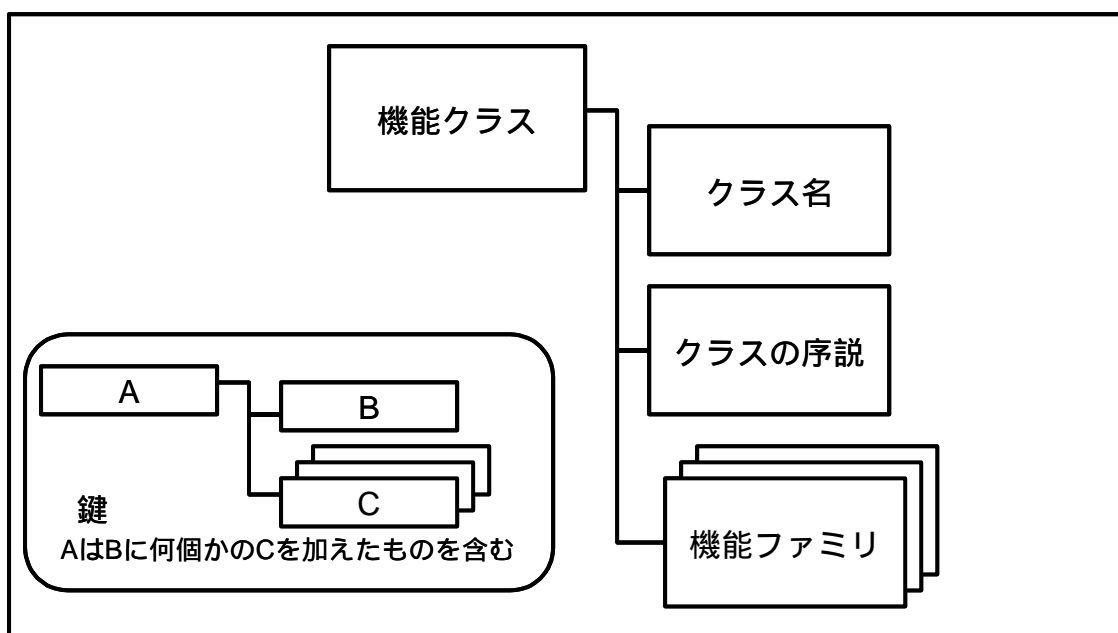 機能クラス
クラス名
クラスの序説
機能ファミリ
A
B
C
鍵
AはBに何個かのCを加えたものを含む